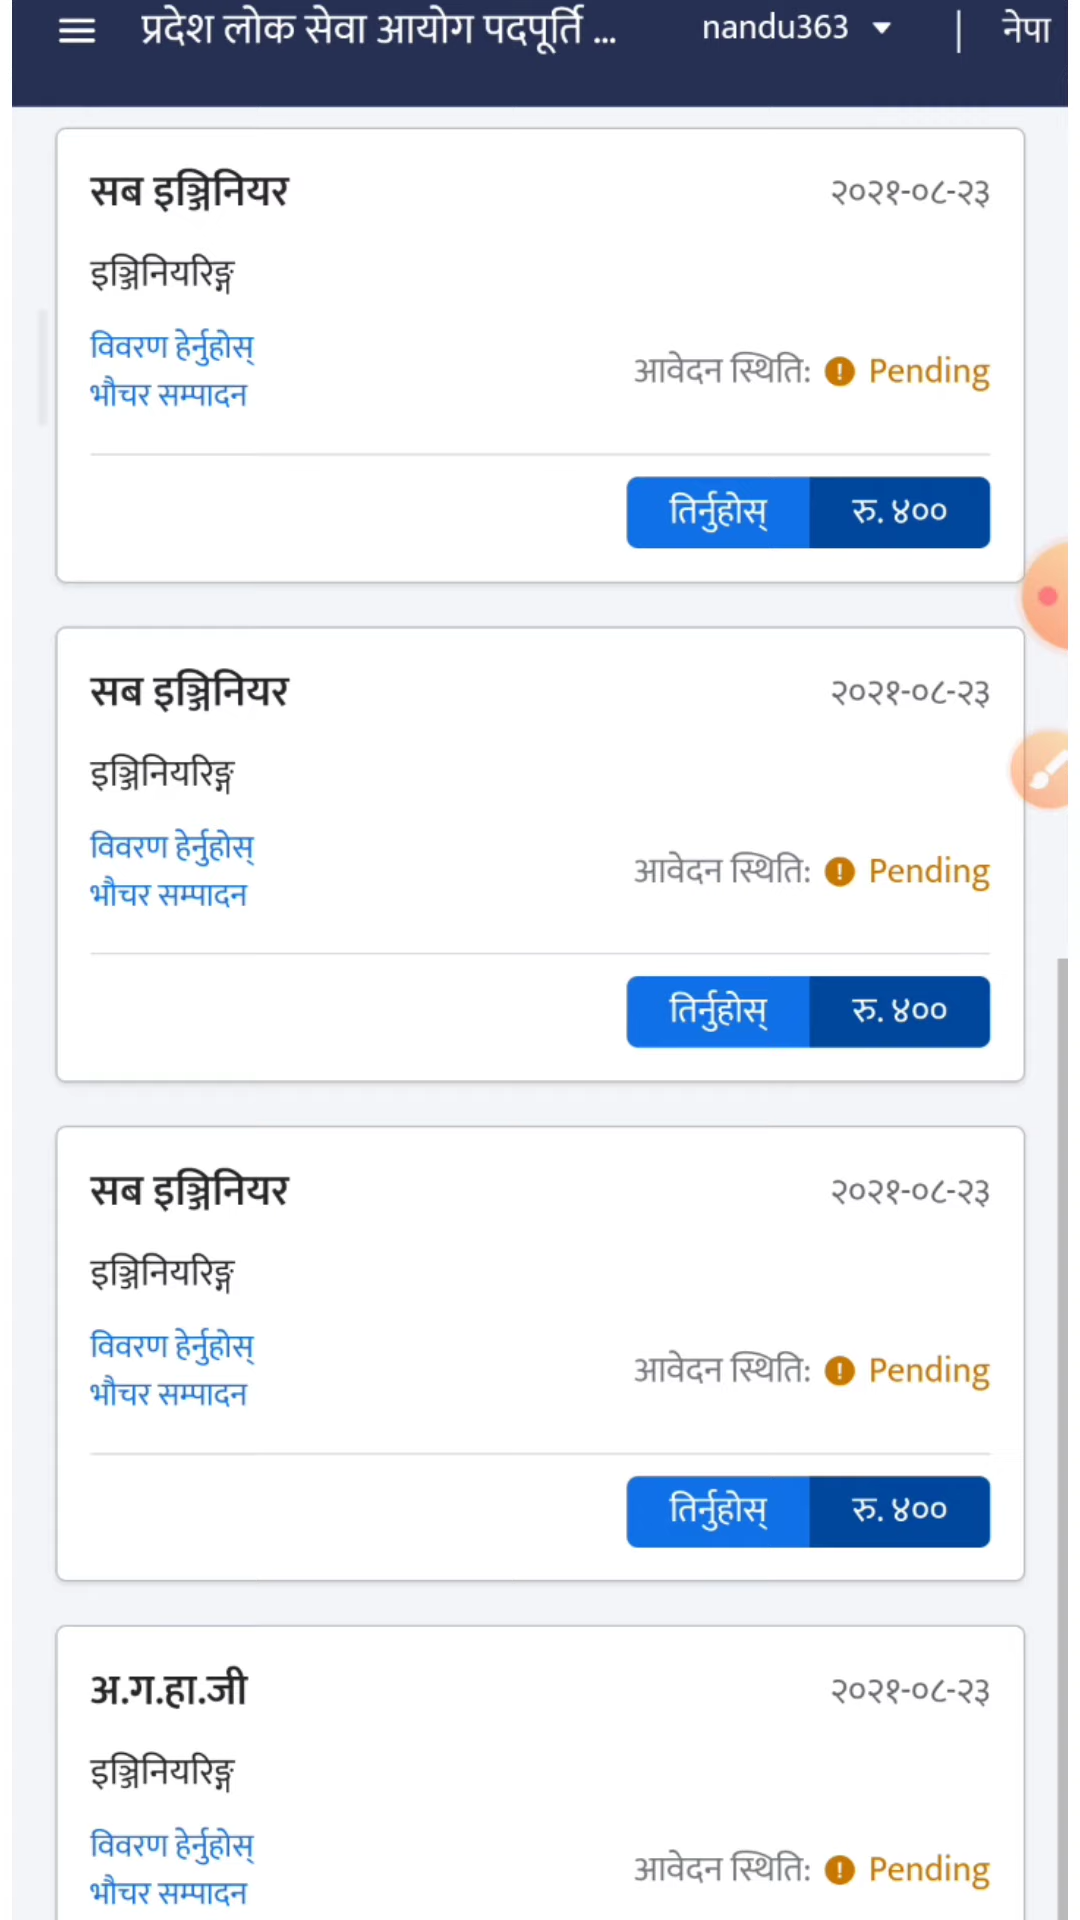 प्रदेश लोक सेवा आयोग पदपूर्ति ... nandu363 | नेपा
सब इञ्जिनियर २०२१-०८-२३
इञ्जिनियरिङ्ग
विवरण हेर्नुहोस्
भौचर सम्पादन
आवेदन स्थिति: Pending
तिर्नुहोस् रु. ४००
सब इञ्जिनियर २०२१-०८-२३
इञ्जिनियरिङ्ग
विवरण हेर्नुहोस्
भौचर सम्पादन
आवेदन स्थिति: Pending
तिर्नुहोस् रु. ४००
सब इञ्जिनियर २०२१-०८-२३
इञ्जिनियरिङ्ग
विवरण हेर्नुहोस्
भौचर सम्पादन
आवेदन स्थिति: Pending
तिर्नुहोस् रु. ४००
अ.ग.हा.जी २०२१-०८-२३
इञ्जिनियरिङ्ग
विवरण हेर्नुहोस्
भौचर सम्पादन
आवेदन स्थिति: Pending